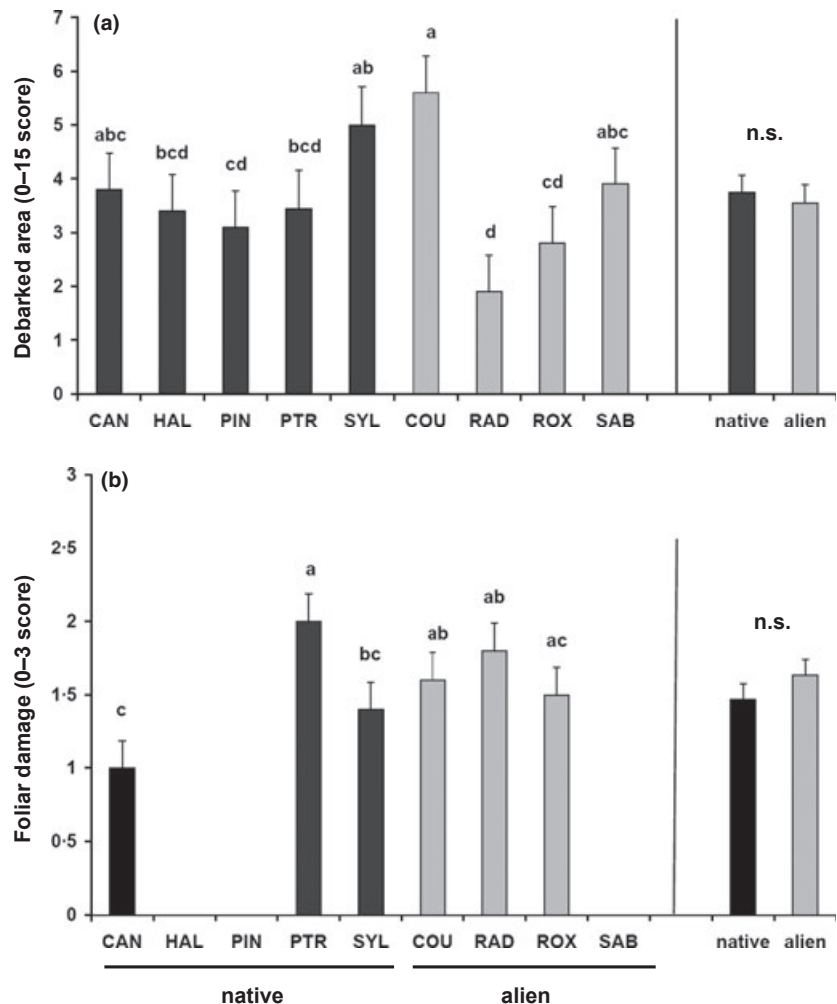 (a)
Debarked area (0–15 score)
7
6
5
4
3
2
1
0
abc
bcd
cd
bcd
ab
a
d
cd
abc
n.s.
CAN HAL PIN PTR SYL COU RAD ROX SAB native alien
(b)
Foliar damage (0–3 score)
3
2·5
2
1·5
1
0·5
0
c
a
bc
ab
ab
ac
n.s.
CAN HAL PIN PTR SYL COU RAD ROX SAB native alien
native alien